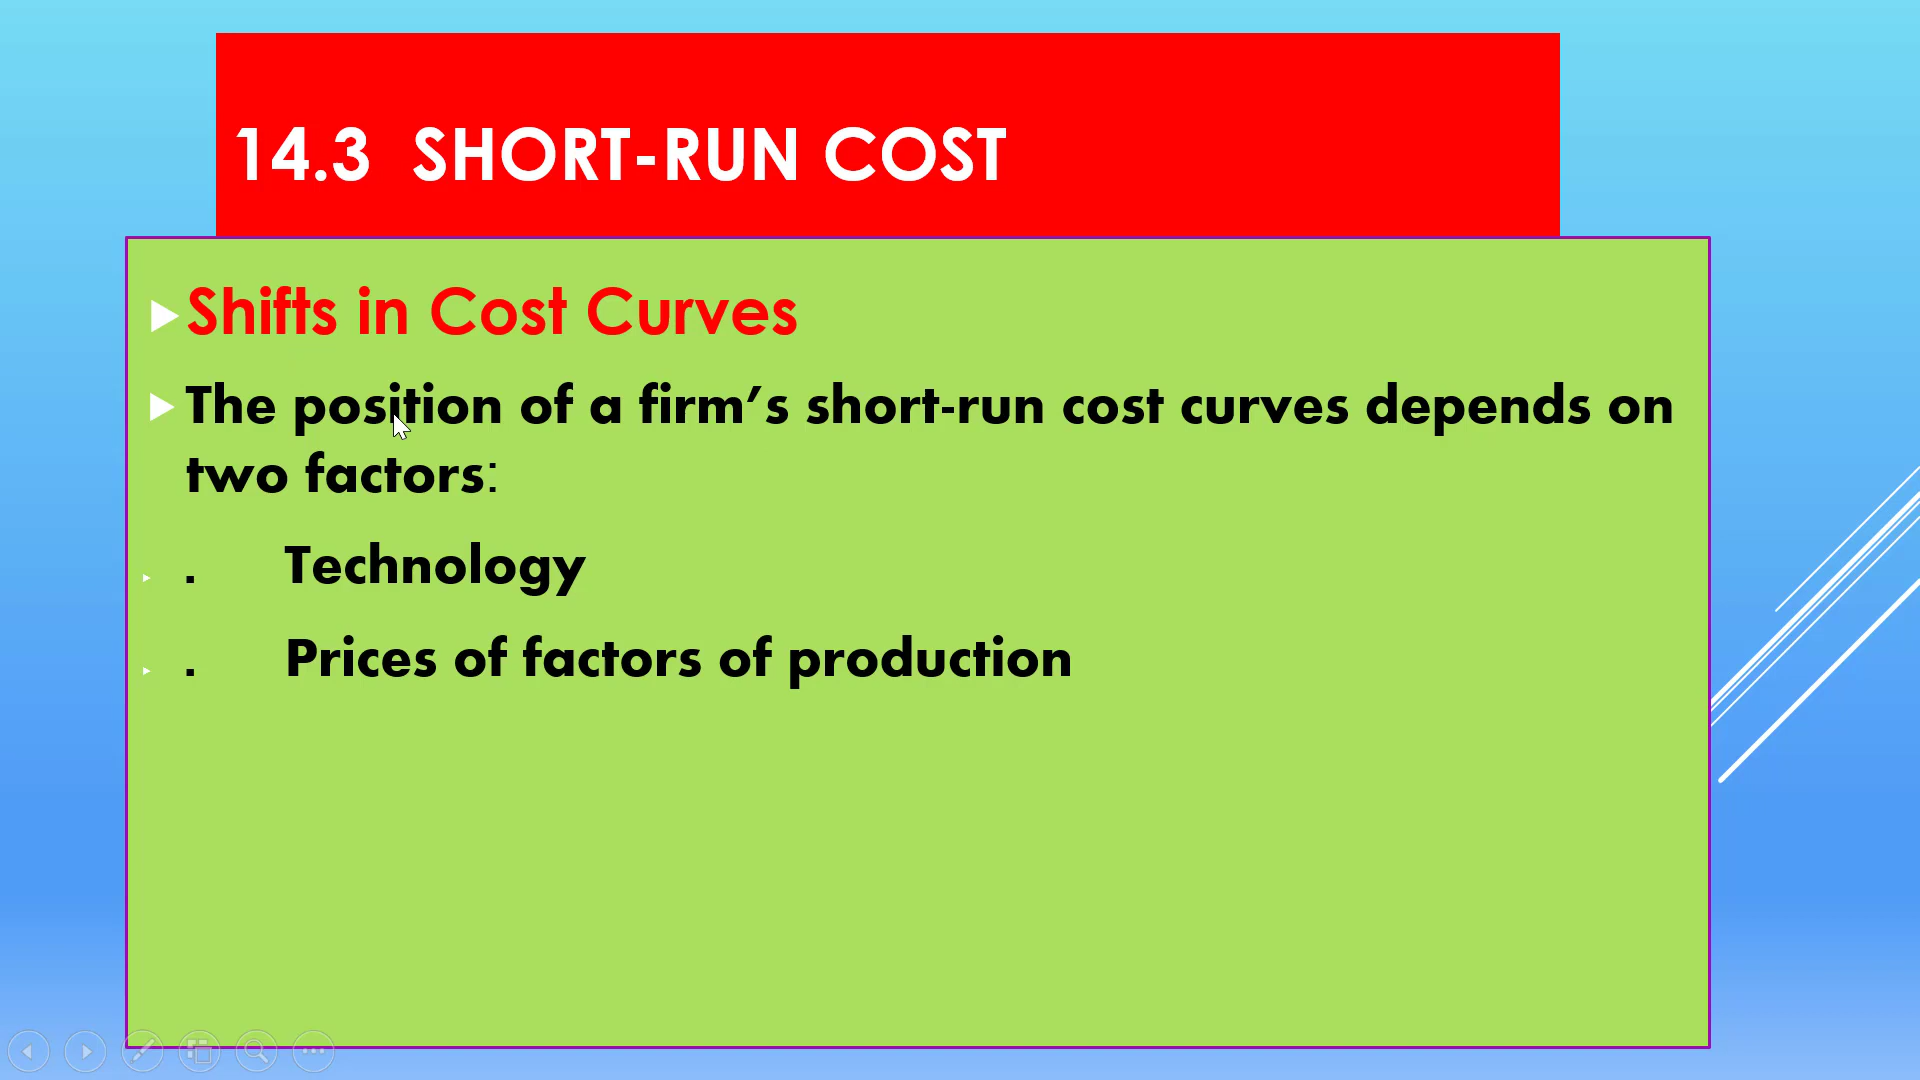 14.3 SHORT-RUN COST
Shifts in Cost Curves
The position of a firm’s short-run cost curves depends on
two factors:
. Technology
. Prices of factors of production